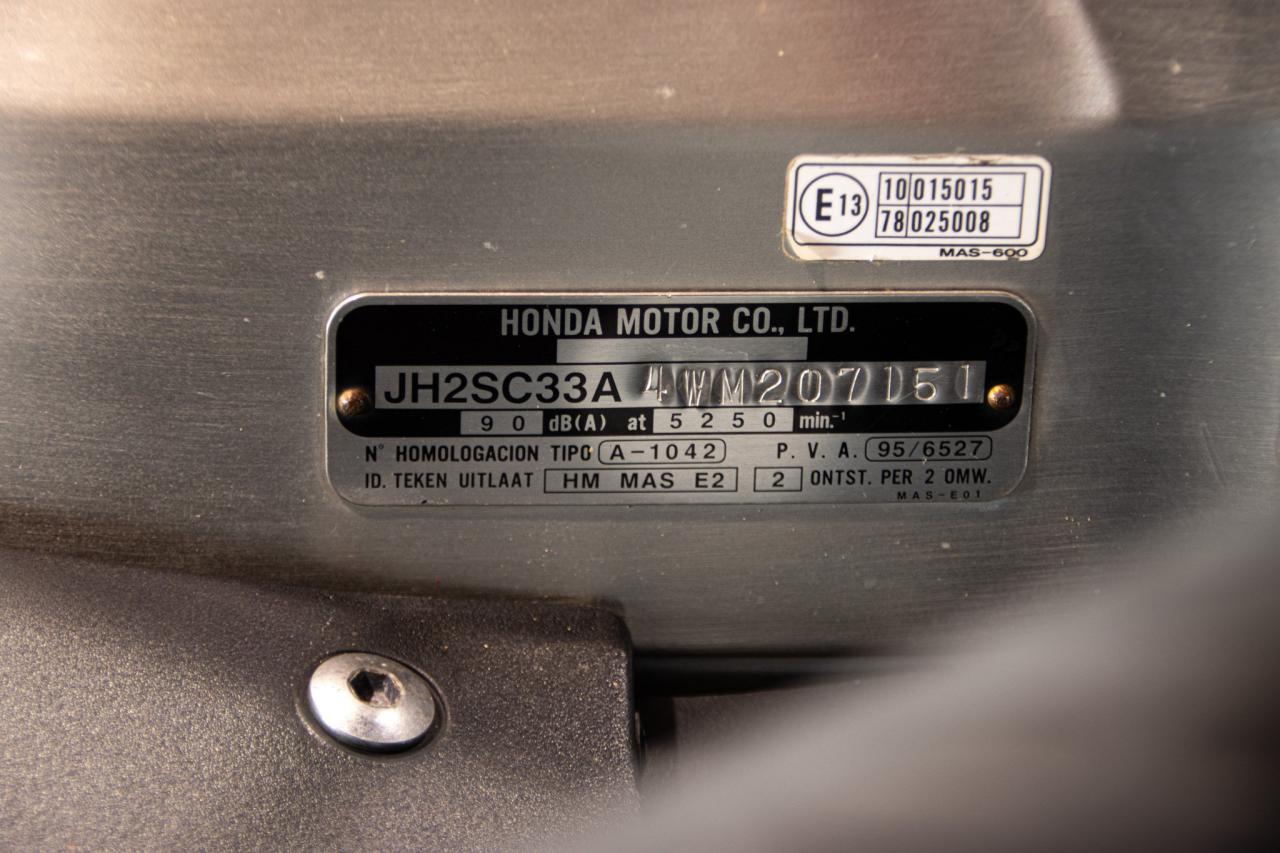 E13 10 015015
78 025008
MAS-600
HONDA MOTOR CO., LTD.
JH2SC33A 4WM207151
90 dB(A) at 5250 min.⁻¹
N° HOMOLOGACION TIPO A-1042 P. V. A. 95/6527
ID. TEKEN UITLAAT HM MAS E2 2 ONTST. PER 2 OMW.
MAS-E01